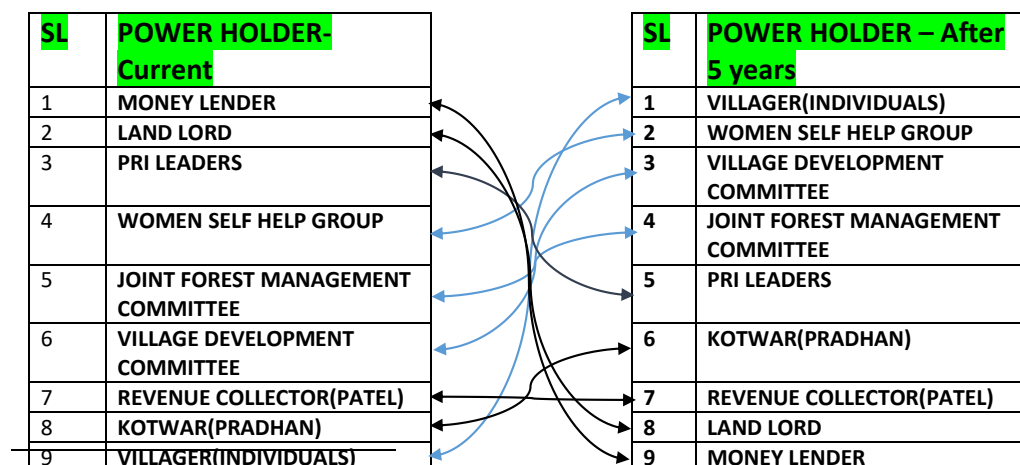 SL POWER HOLDER-
Current
1 MONEY LENDER
2 LAND LORD
3 PRI LEADERS
4 WOMEN SELF HELP GROUP
5 JOINT FOREST MANAGEMENT
COMMITTEE
6 VILLAGE DEVELOPMENT
COMMITTEE
7 REVENUE COLLECTOR(PATEL)
8 KOTWAR(PRADHAN)
9 VILLAGER(INDIVIDUALS)
SL POWER HOLDER – After
5 years
1 VILLAGER(INDIVIDUALS)
2 WOMEN SELF HELP GROUP
3 VILLAGE DEVELOPMENT
COMMITTEE
4 JOINT FOREST MANAGEMENT
COMMITTEE
5 PRI LEADERS
6 KOTWAR(PRADHAN)
7 REVENUE COLLECTOR(PATEL)
8 LAND LORD
9 MONEY LENDER